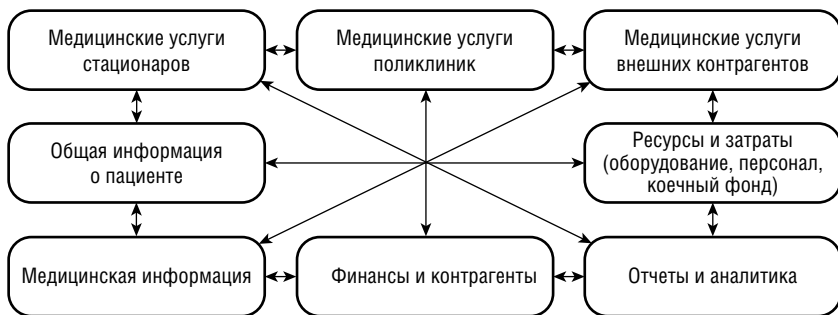 Медицинские услуги
стационаров
Медицинские услуги
поликлиник
Медицинские услуги
внешних контрагентов
Общая информация
о пациенте
Ресурсы и затраты
(оборудование, персонал,
коечный фонд)
Медицинская информация
Финансы и контрагенты
Отчеты и аналитика